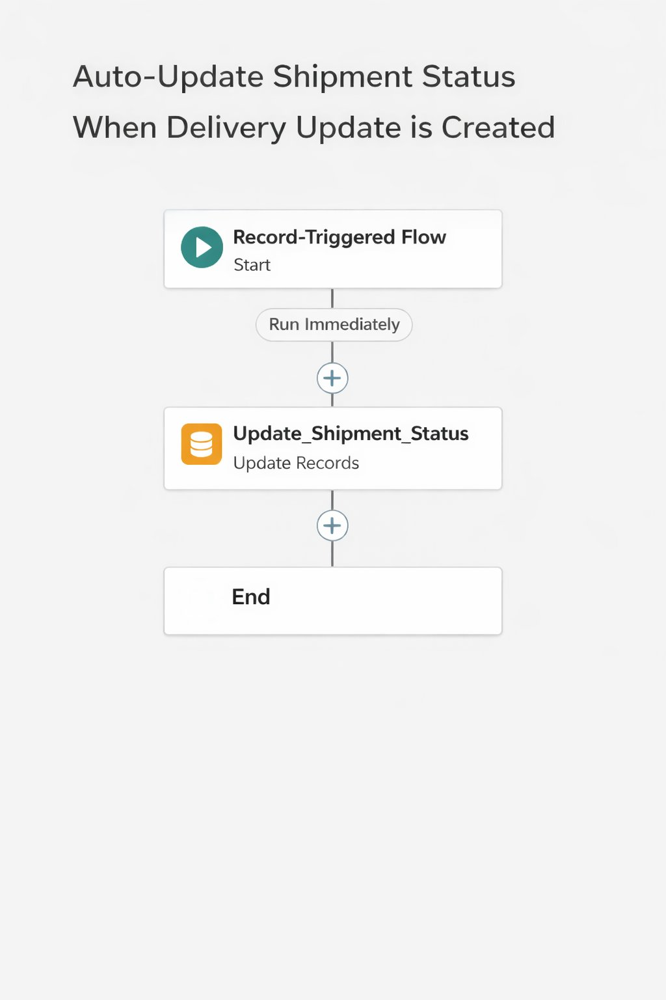 Auto-Update Shipment Status
When Delivery Update is Created
Record-Triggered Flow
Start
Run Immediately
Update_Shipment_Status
Update Records
End